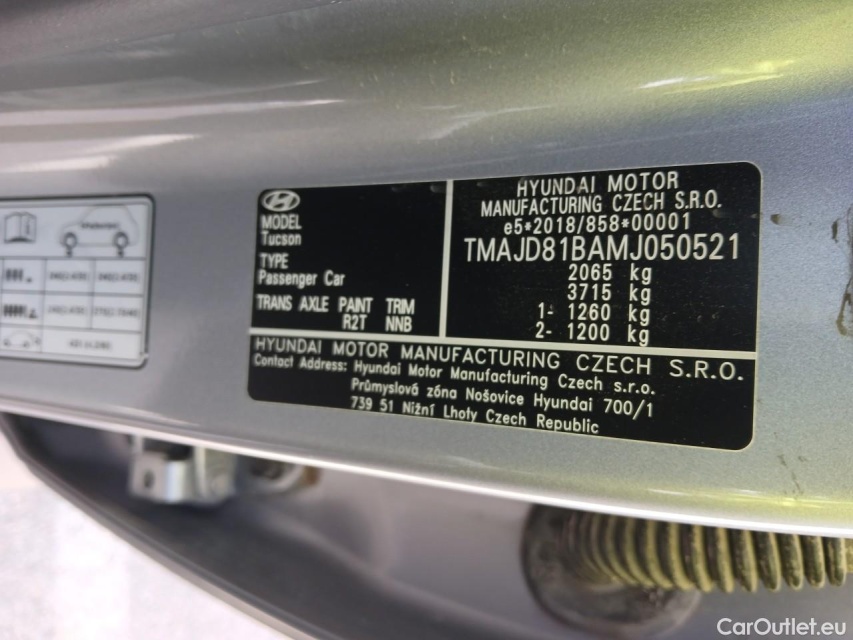 MODEL
Tucson
TYPE
Passenger Car
TRANS AXLE PAINT TRIM
R2T NNB
HYUNDAI MOTOR
MANUFACTURING CZECH S.R.O.
e5*2018/858*00001
TMAJD81BAMJ050521
2065 kg
3715 kg
1- 1260 kg
2- 1200 kg
HYUNDAI MOTOR MANUFACTURING CZECH S.R.O.
Contact Address: Hyundai Motor Manufacturing Czech s.r.o.
Průmyslová zóna Nošovice Hyundai 700/1
739 51 Nižní Lhoty Czech Republic
CarOutlet.eu